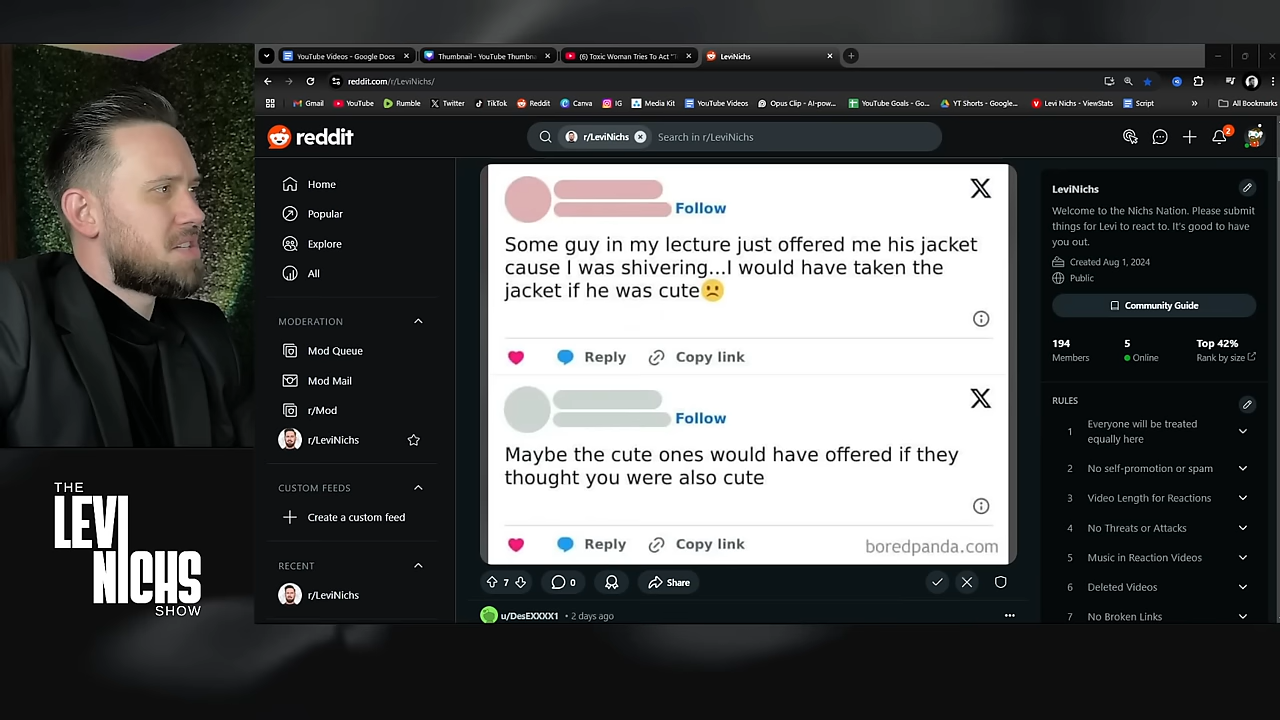 YouTube Videos - Google Docs
Thumbnail - YouTube Thumbn
(6) Toxic Woman Tries To Act "T
LeviNichs
reddit.com/r/LeviNichs/
Gmail
YouTube
Rumble
Twitter
TikTok
Reddit
Canva
IG
Media Kit
YouTube Videos
Opus Clip - AI-pow...
YouTube Goals - Go...
YT Shorts - Google...
Levi Nichs - ViewStats
Script
»
All Bookmarks
reddit
r/LeviNichs
Search in r/LeviNichs
2
Home
Popular
Explore
All
MODERATION
Mod Queue
Mod Mail
r/Mod
r/LeviNichs
CUSTOM FEEDS
Create a custom feed
RECENT
r/LeviNichs
Follow
Some guy in my lecture just offered me his jacket
cause I was shivering...I would have taken the
jacket if he was cute☹️
Reply
Copy link
Follow
Maybe the cute ones would have offered if they
thought you were also cute
Reply
Copy link
boredpanda.com
7
0
Share
u/DesEXXXX1 • 2 days ago
LeviNichs
Welcome to the Nichs Nation. Please submit
things for Levi to react to. It's good to have
you out.
Created Aug 1, 2024
Public
Community Guide
194
Members
5
Online
Top 42%
Rank by size
RULES
1 Everyone will be treated
equally here
2 No self-promotion or spam
3 Video Length for Reactions
4 No Threats or Attacks
5 Music in Reaction Videos
6 Deleted Videos
7 No Broken Links
THE
LEVI
NICHS
SHOW